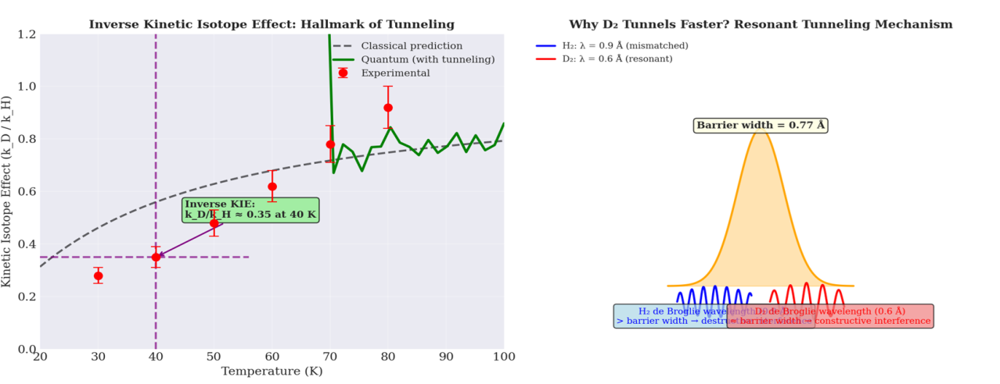 Inverse Kinetic Isotope Effect: Hallmark of Tunneling
Kinetic Isotope Effect (k_D / k_H)
1.2
1.0
0.8
0.6
0.4
0.2
0.0
Classical prediction
Quantum (with tunneling)
Experimental
Inverse KIE:
k_D/k_H ≈ 0.35 at 40 K
20 30 40 50 60 70 80 90 100
Temperature (K)
Why D₂ Tunnels Faster? Resonant Tunneling Mechanism
H₂: λ = 0.9 Å (mismatched)
D₂: λ = 0.6 Å (resonant)
Barrier width = 0.77 Å
H₂ de Broglie
> barrier width →
D₂ de Broglie wavelength (0.6 Å)
barrier width → constructive interference